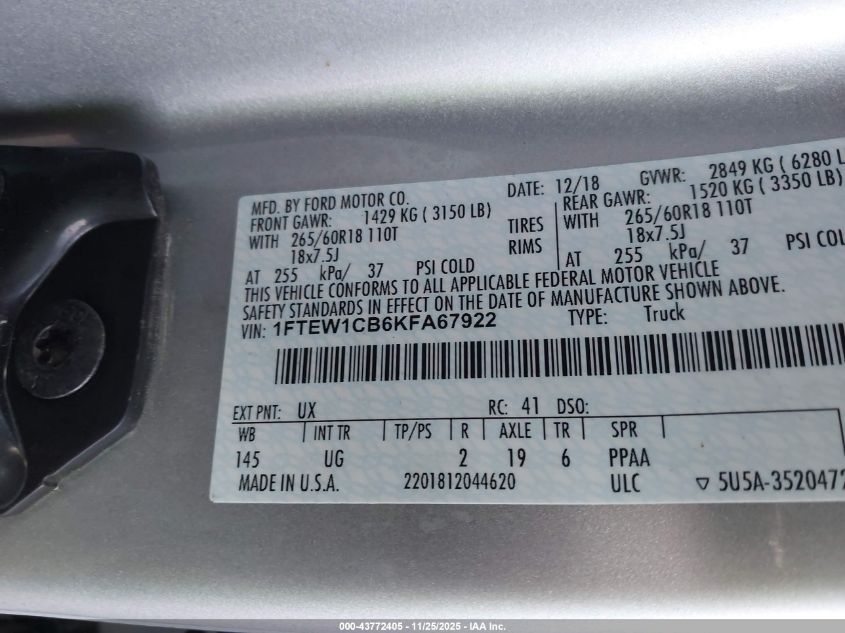 MFD. BY FORD MOTOR CO. DATE: 12/18 GVWR: 2849 KG ( 6280 L
FRONT GAWR: 1429 KG ( 3150 LB) REAR GAWR: 1520 KG ( 3350 LB)
WITH 265/60R18 110T TIRES WITH 265/60R18 110T
18x7.5J RIMS 18x7.5J
AT 255 kPa/ 37 PSI COLD AT 255 kPa/ 37 PSI COL
THIS VEHICLE CONFORMS TO ALL APPLICABLE FEDERAL MOTOR VEHICLE
SAFETY STANDARDS IN EFFECT ON THE DATE OF MANUFACTURE SHOWN ABOVE.
VIN: 1FTEW1CB6KFA67922 TYPE: Truck
EXT PNT: UX RC: 41 DSO:
WB INT TR TP/PS R AXLE TR SPR
145 UG 2 19 6 PPAA
MADE IN U.S.A. 2201812044620 ULC ▽ 5U5A-3520472
000-43772405 - 11/25/2025 - IAA Inc.